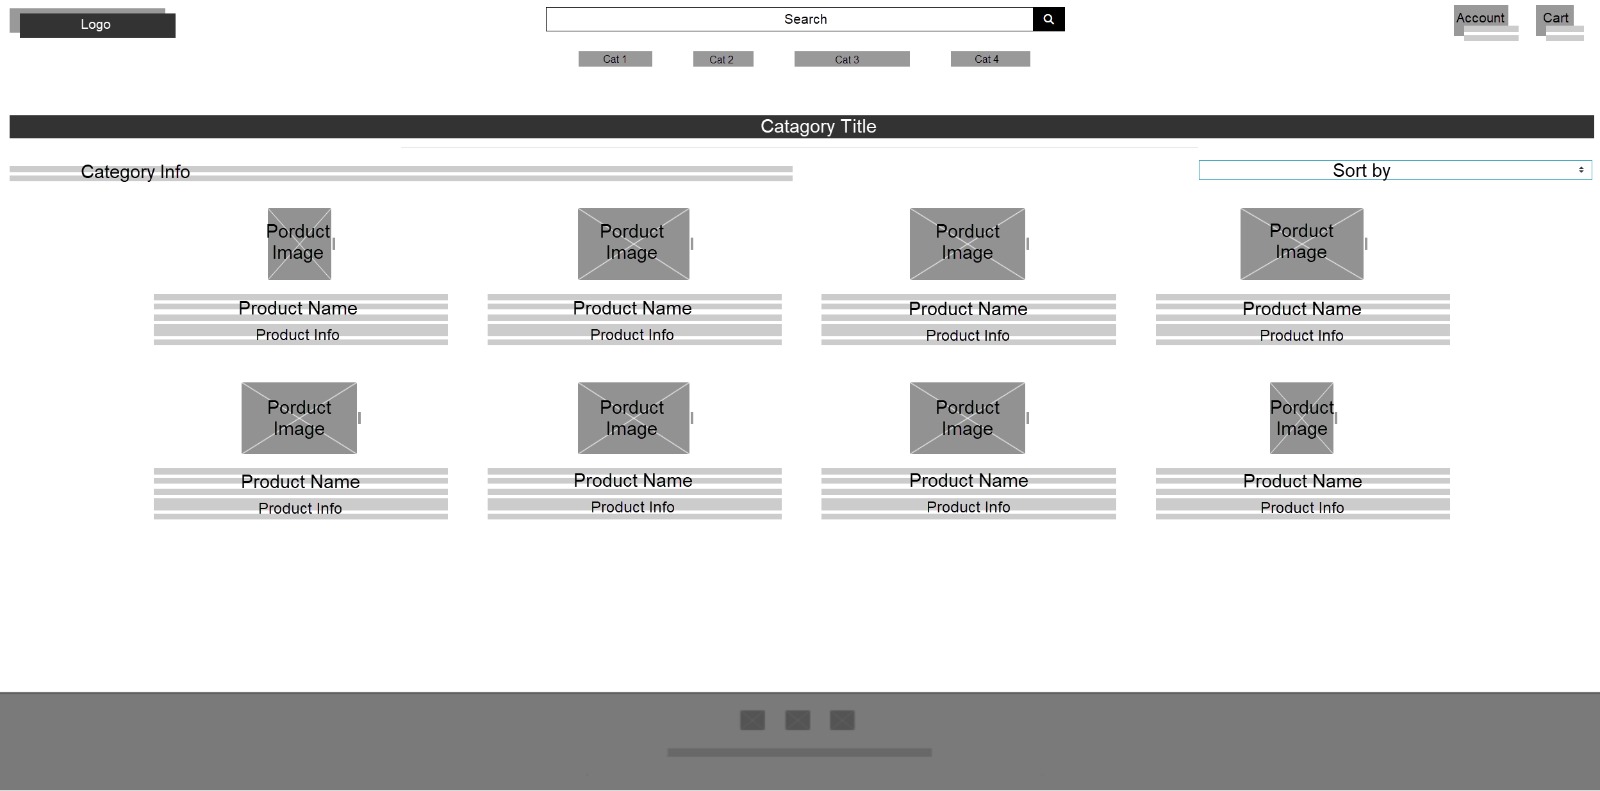 Logo
Search
Account
Cart
Cat 1
Cat 2
Cat 3
Cat 4
Catagory Title
Category Info
Sort by
Porduct
Image
Porduct
Image
Porduct
Image
Porduct
Image
Product Name
Product Name
Product Name
Product Name
Product Info
Product Info
Product Info
Product Info
Porduct
Image
Porduct
Image
Porduct
Image
Porduct
Image
Product Name
Product Name
Product Name
Product Name
Product Info
Product Info
Product Info
Product Info